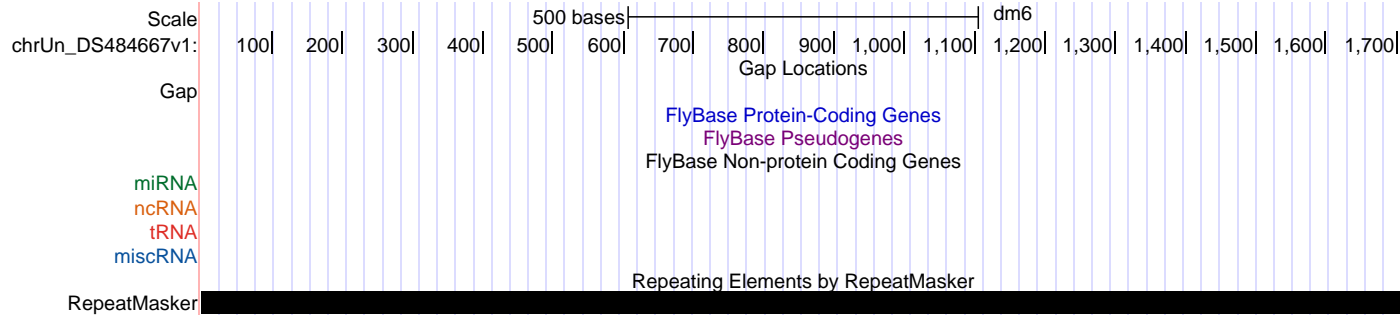 Scale 500 bases dm6
chrUn_DS484667v1: 100 200 300 400 500 600 700 800 900 1,000 1,100 1,200 1,300 1,400 1,500 1,600 1,700
Gap Locations
Gap
FlyBase Protein-Coding Genes
FlyBase Pseudogenes
FlyBase Non-protein Coding Genes
miRNA
ncRNA
tRNA
miscRNA
Repeating Elements by RepeatMasker
RepeatMasker